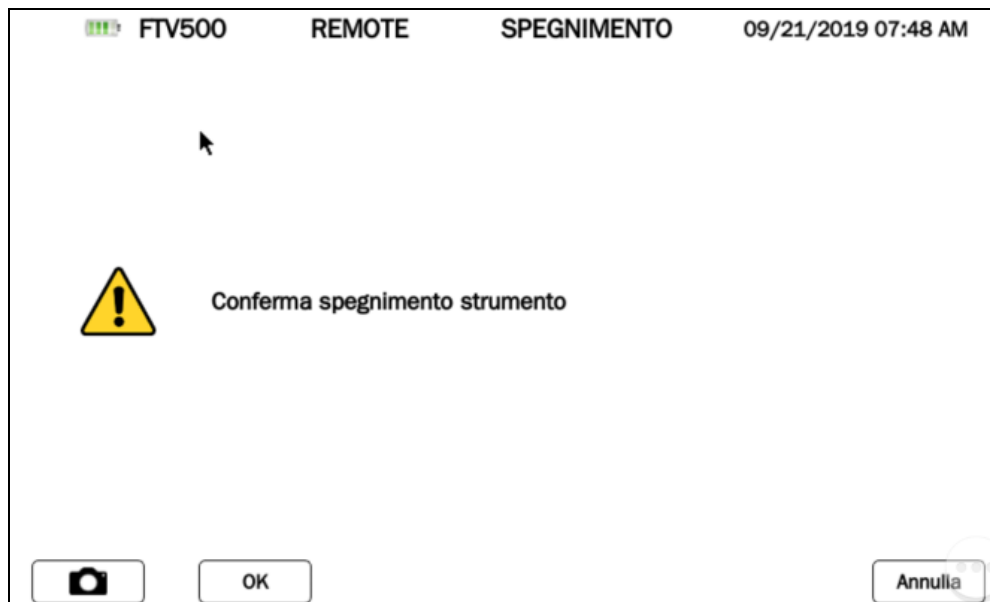 FTV500 REMOTE SPEGNIMENTO 09/21/2019 07:48 AM
Conferma spegnimento strumento
OK Annulla